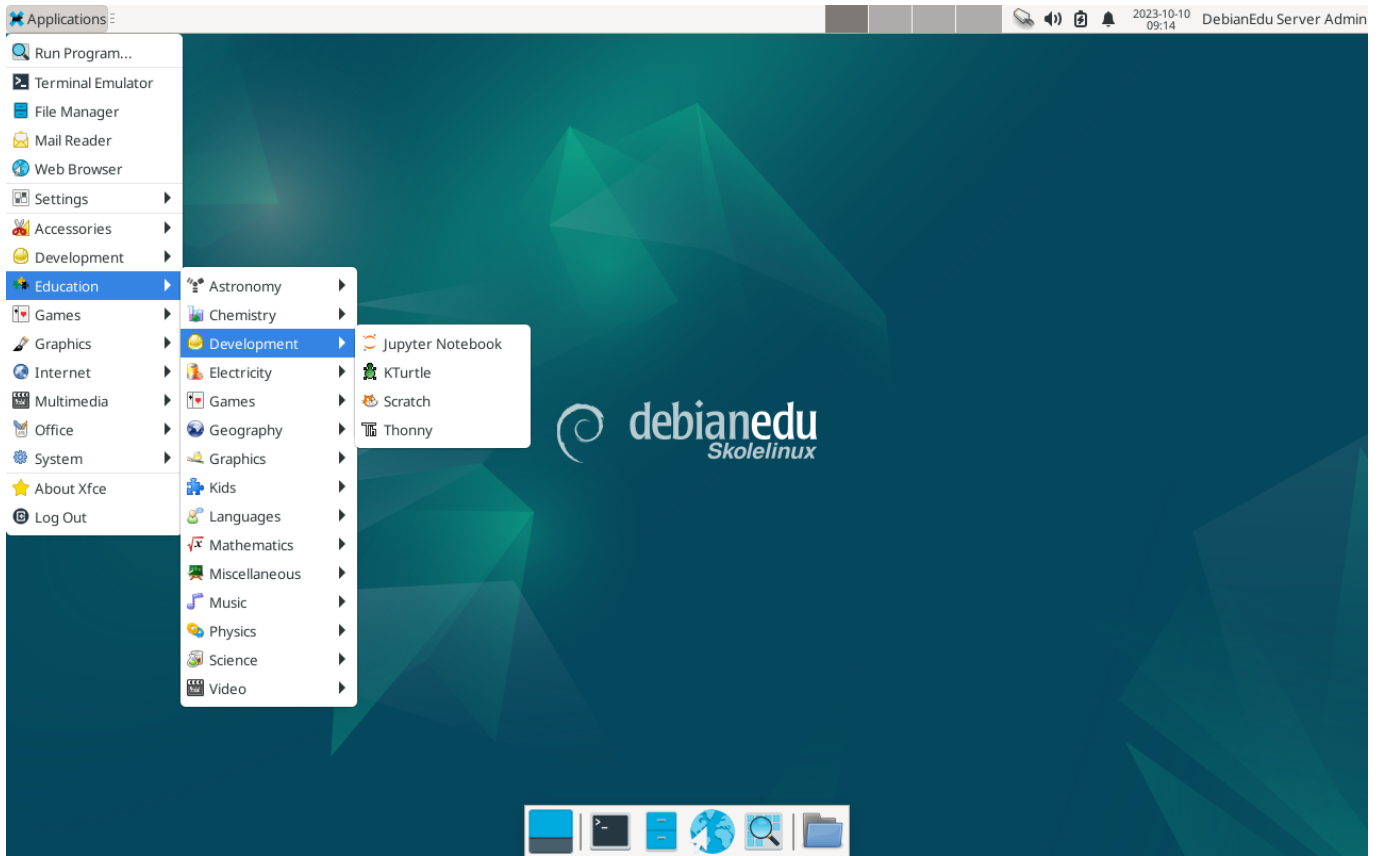 Applications
2023-10-10
09:14
DebianEdu Server Admin
Run Program...
Terminal Emulator
File Manager
Mail Reader
Web Browser
Settings
Accessories
Development
Education
Games
Graphics
Internet
Multimedia
Office
System
About Xfce
Log Out
Astronomy
Chemistry
Development
Electricity
Games
Geography
Graphics
Kids
Languages
Mathematics
Miscellaneous
Music
Physics
Science
Video
Jupyter Notebook
KTurtle
Scratch
Thonny
debianedu
Skolelinux